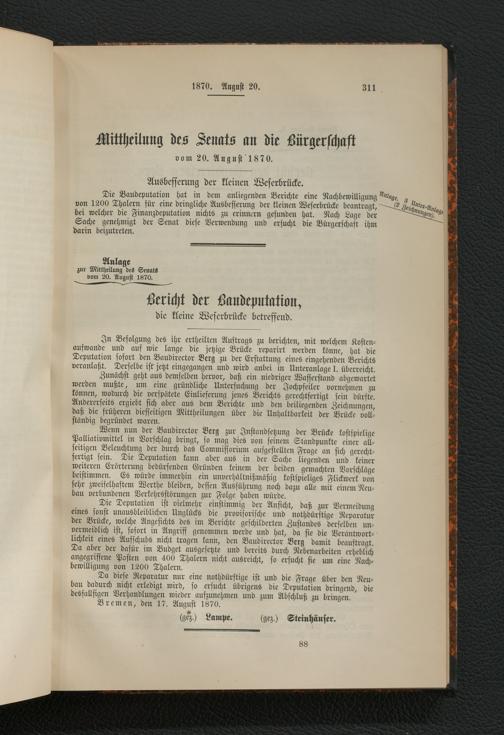 1870. August 20.
311
Mittheilung des Senats an die Bürgerschaft
vom 20. August 1870.
Ausbesserung der kleinen Weserbrücke.
Die Baudeputation hat in dem anliegenden Berichte eine Nachbewilligung
von 1200 Thalern für eine dringliche Ausbesserung der kleinen Weserbrücke beantragt,
bei welcher die Finanzdeputation nichts zu erinnern gefunden hat. Nach Lage der
Sache genehmigt der Senat diese Verwendung und ersucht die Bürgerschaft ihm
darin beizutreten.
Anlage, 3 Unter-Anlagen
(2 Zeichnungen).
Anlage
zur Mittheilung des Senats
vom 20. August 1870.
Bericht der Baudeputation,
die kleine Weserbrücke betreffend.
In Befolgung des ihr ertheilten Auftrags zu berichten, mit welchem Kosten-
aufwande und auf wie lange die jetzige Brücke reparirt werden könne, hat die
Deputation sofort den Baudirector Berg zu der Erstattung eines eingehenden Berichts
veranlaßt. Derselbe ist jetzt eingegangen und wird anbei in Unteranlage 1. überreicht.
Zunächst geht aus demselben hervor, daß ein niedriger Wasserstand abgewartet
werden mußte, um eine gründliche Untersuchung der Jochpfeiler vornehmen zu
können, wodurch die verspätete Einlieferung jenes Berichts gerechtfertigt sein dürfte.
Andererseits ergiebt sich aber aus dem Berichte und den beiliegenden Zeichnungen,
daß die früheren diesseitigen Mittheilungen über die Unhaltbarkeit der Brücke voll-
ständig begründet waren.
Wenn nun der Baudirector Berg zur Instandsetzung der Brücke kostspielige
Palliativmittel in Vorschlag bringt, so mag dies von seinem Standpunkte einer all-
seitigen Beleuchtung der durch das Commissorium aufgestellten Frage an sich gerecht-
fertigt sein. Die Deputation kann aber aus in der Sache liegenden und keiner
weiteren Erörterung bedürfenden Gründen keinem der beiden gemachten Vorschläge
beistimmen. Es würde immerhin ein unverhältnißmäßig kostspieliges Flickwerk von
sehr zweifelhaftem Werthe bleiben, dessen Ausführung noch dazu alle mit einem Neu-
bau verbundenen Verkehrsstörungen zur Folge haben würde.
Die Deputation ist vielmehr einstimmig der Ansicht, daß zur Vermeidung
eines sonst unausbleiblichen Unglücks die provisorische und nothdürftige Reparatur
der Brücke, welche Angesichts des im Berichte geschilderten Zustandes derselben un-
vermeidlich ist, sofort in Angriff genommen werde und hat, da sie die Verantwort-
lichkeit eines Aufschubs nicht tragen kann, den Baudirector Berg damit beauftragt.
Da aber der dafür im Budget ausgesetzte und bereits durch Nebenarbeiten erheblich
angegriffene Posten von 400 Thalern nicht ausreicht, so ersucht sie um eine Nach-
bewilligung von 1200 Thalern.
Da diese Reparatur nur eine nothdürftige ist und die Frage über den Neu-
bau dadurch nicht erledigt wird, so ersucht übrigens die Deputation dringend, die
desfallsigen Verhandlungen wieder aufzunehmen und zum Abschluß zu bringen.
Bremen, den 17. August 1870.
(gez.) Lampe. (gez.) Steinhäuser.
88